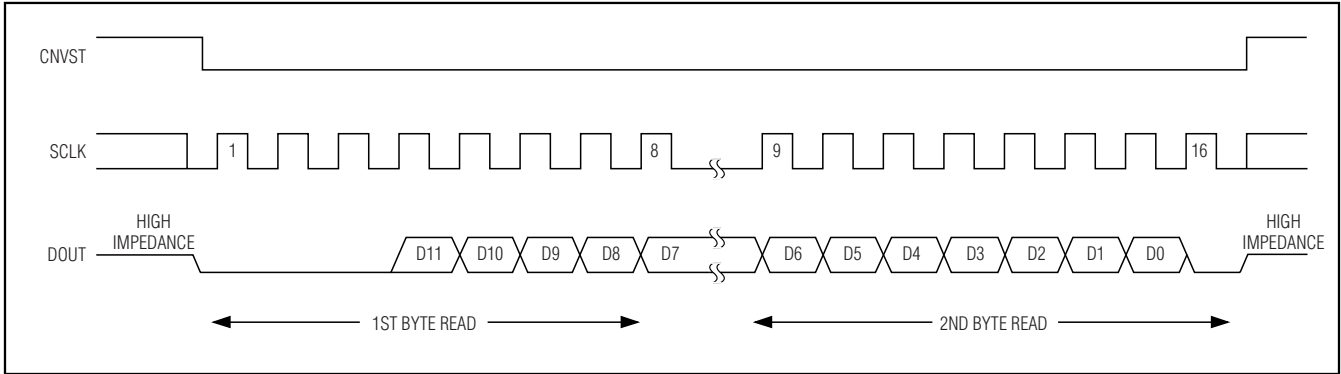 CNVST
SCLK
1
8
9
16
DOUT
HIGH
IMPEDANCE
D11
D10
D9
D8
D7
D6
D5
D4
D3
D2
D1
D0
HIGH
IMPEDANCE
1ST BYTE READ
2ND BYTE READ